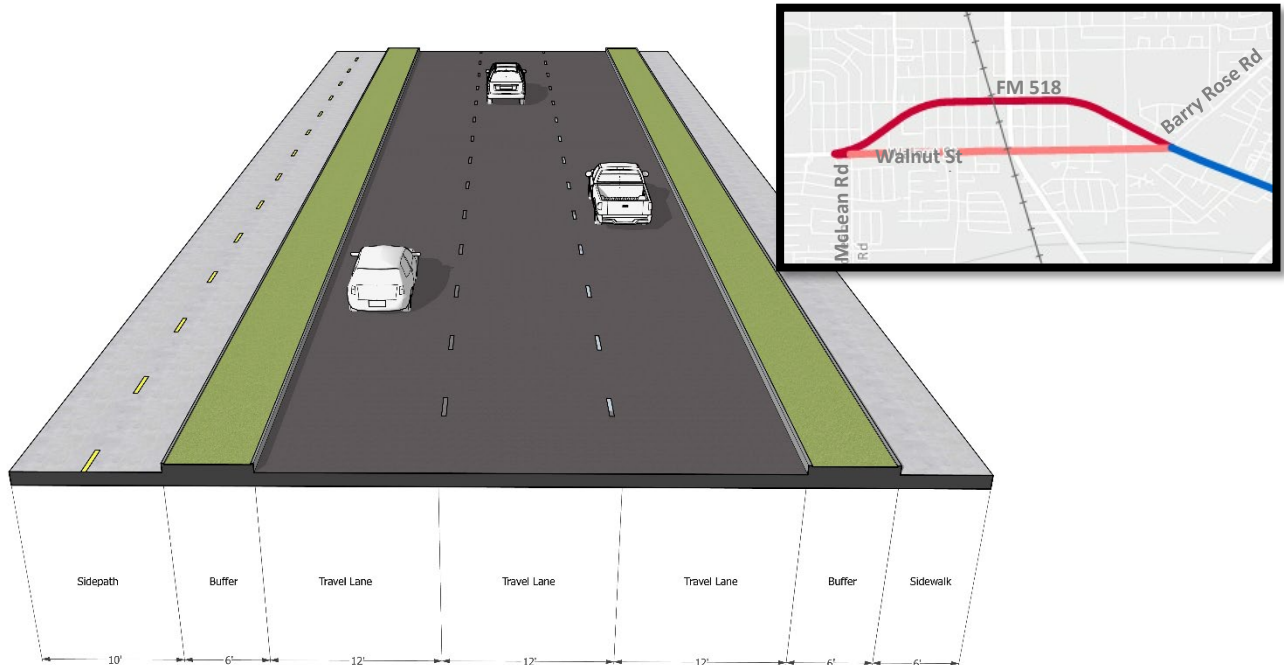 FM 518
Barry Rose Rd
Walnut St
McLean Rd
Rd
Sidepath
Buffer
Travel Lane
Travel Lane
Travel Lane
Buffer
Sidewalk
10'
6'
12'
12'
12'
6'
6'